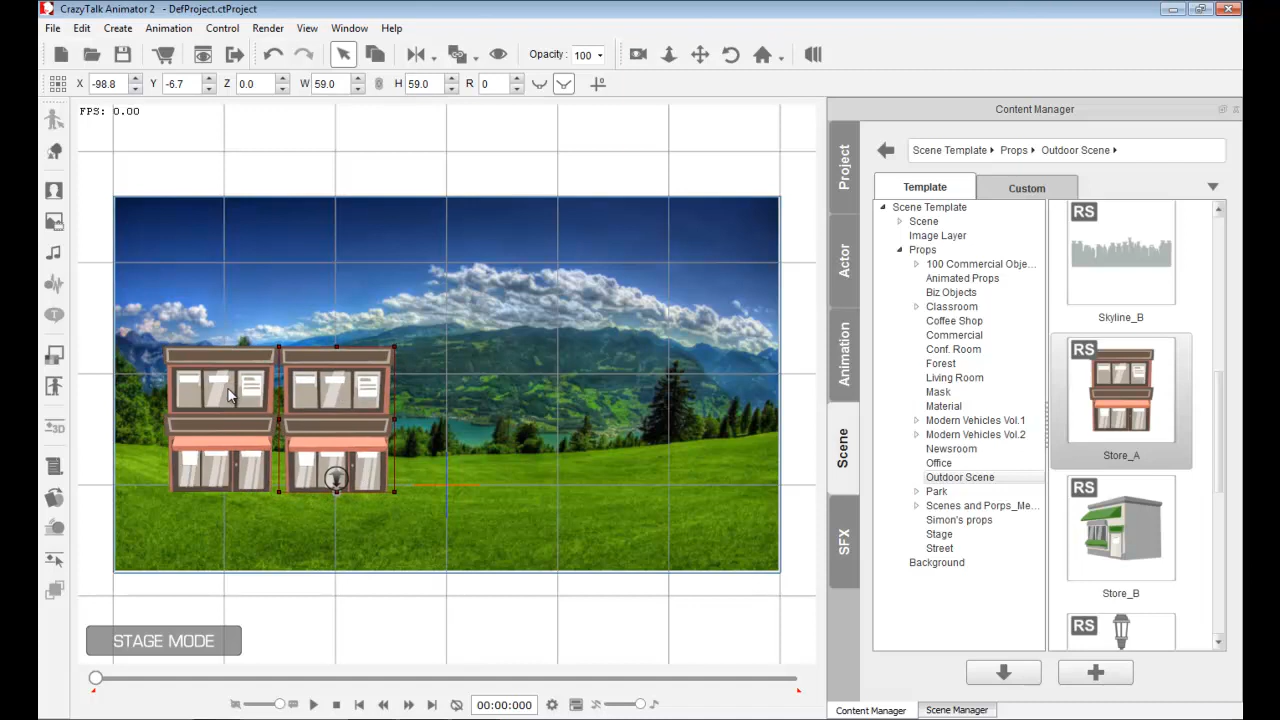 CrazyTalk Animator 2 - DefProject.ctProject
File Edit Create Animation Control Render View Window Help
Opacity: 100
X -98.8 Y -6.7 Z 0.0 W 59.0 H 59.0 R 0
FPS: 0.00
STAGE MODE
00:00:000
Content Manager
Scene Template Props Outdoor Scene
Template Custom
Project
Actor
Animation
Scene
SFX
Scene Template
Scene
Image Layer
Props
100 Commercial Obje...
Animated Props
Biz Objects
Classroom
Coffee Shop
Commercial
Conf. Room
Forest
Living Room
Mask
Material
Modern Vehicles Vol.1
Modern Vehicles Vol.2
Newsroom
Office
Outdoor Scene
Park
Scenes and Porps_Me...
Simon's props
Stage
Street
Background
RS
Skyline_B
RS
Store_A
RS
Store_B
RS
Content Manager Scene Manager